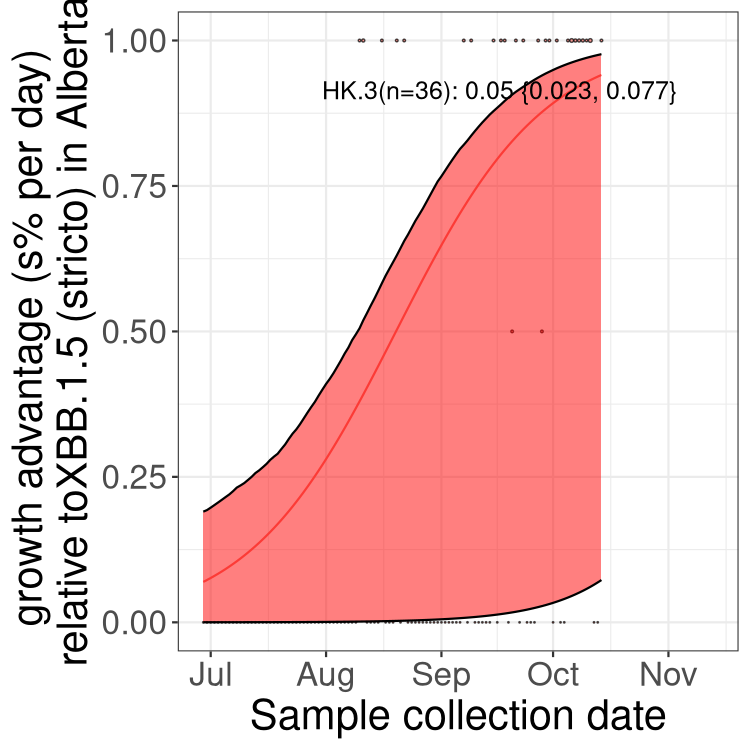 growth advantage (s% per day)
relative toXBB.1.5 (stricto) in Alberta
1.00
0.75
0.50
0.25
0.00
HK.3(n=36): 0.05 {0.023, 0.077}
Jul Aug Sep Oct Nov
Sample collection date